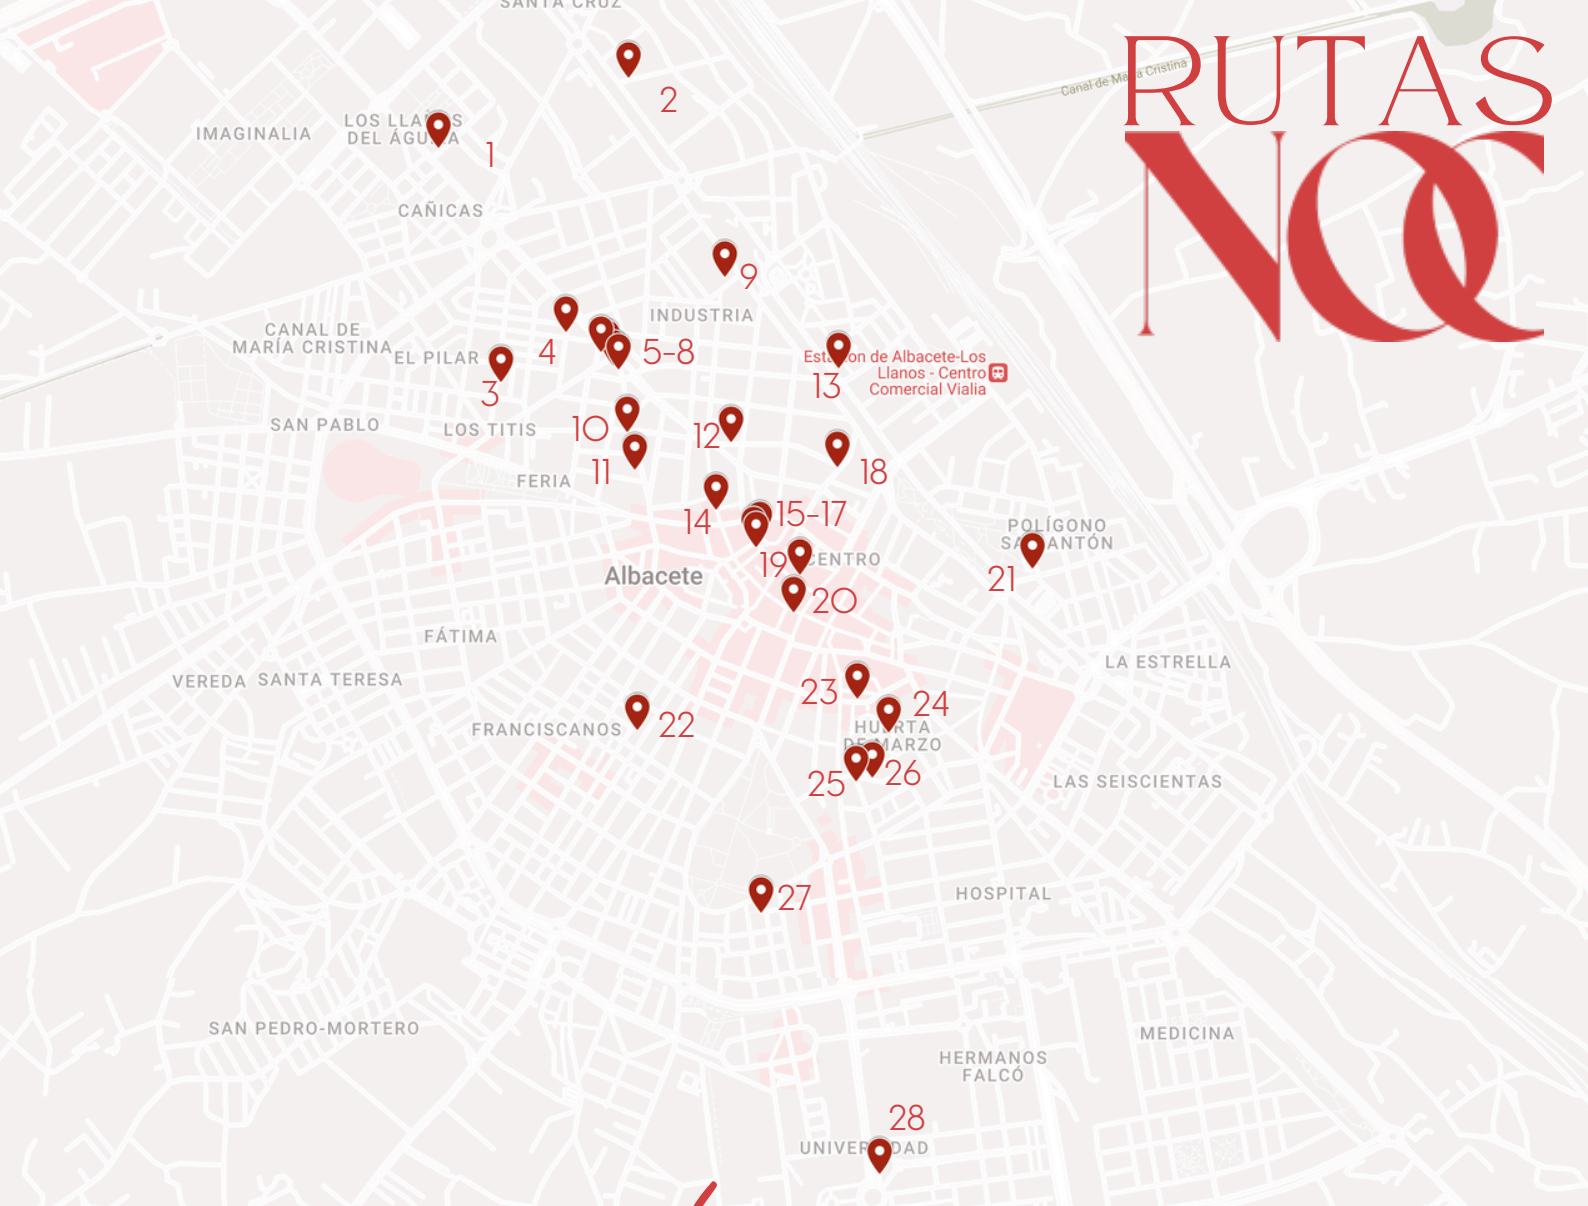 SANTA CRUZ
RUTAS
NOC
Canal de María Cristina
2
LOS LLANOS
DEL ÁGUILA
IMAGINALIA
1
CAÑICAS
9
INDUSTRIA
CANAL DE
MARÍA CRISTINA
EL PILAR
4
5-8
3
Estación de Albacete-Los
Llanos - Centro
Comercial Vialia
13
SAN PABLO
LOS TITIS
10
12
11
18
FERIA
14
15-17
POLÍGONO
SAN ANTÓN
19
CENTRO
Albacete
21
20
FÁTIMA
LA ESTRELLA
VEREDA
SANTA TERESA
23
24
FRANCISCANOS
22
HUERTA
DE MARZO
25
26
LAS SEISCIENTAS
27
HOSPITAL
SAN PEDRO-MORTERO
MEDICINA
HERMANOS
FALCÓ
28
UNIVERSIDAD